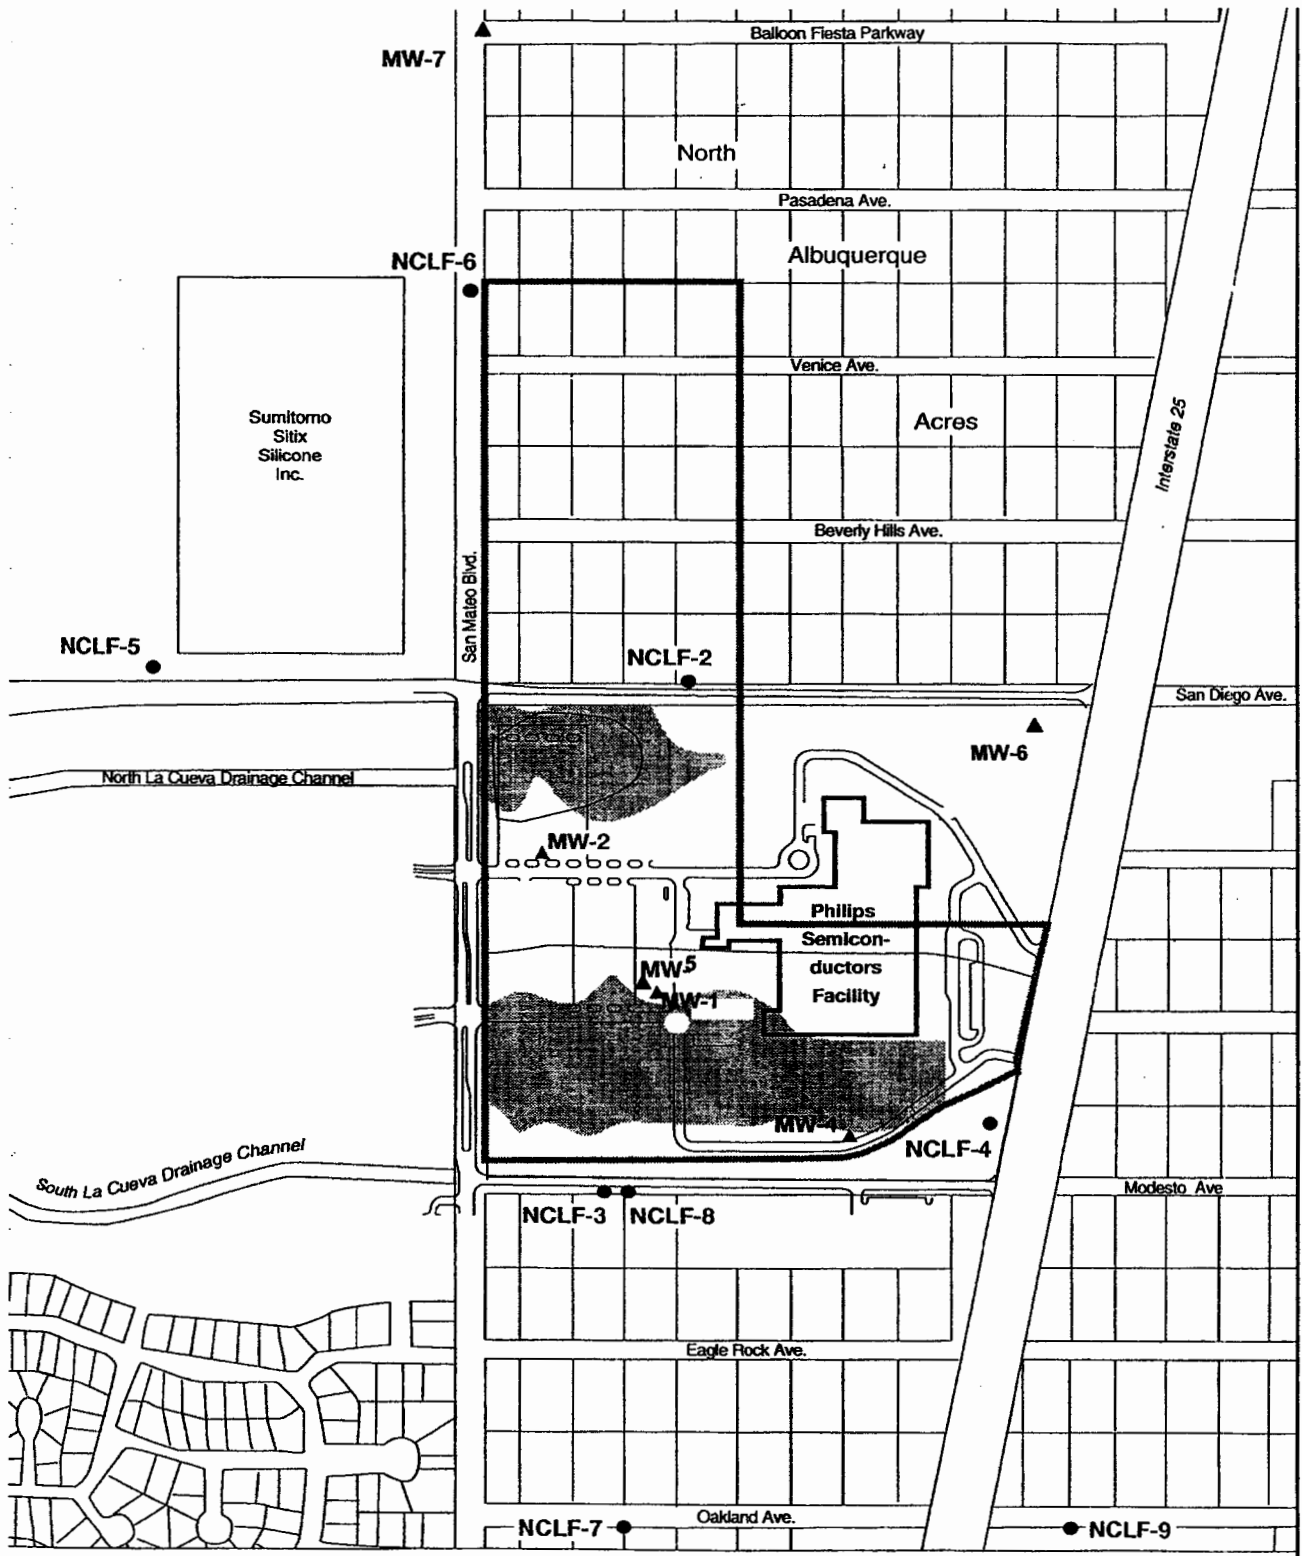 Balloon Fiesta Parkway
MW-7
North
Pasadena Ave.
Albuquerque
NCLF-6
Venice Ave.
Sumitomo
Sitix
Silicone
Inc.
Acres
Interstate 25
Beverly Hills Ave.
San Mateo Blvd.
NCLF-5
NCLF-2
San Diego Ave.
MW-6
North La Cueva Drainage Channel
MW-2
Philips
Semicon-
ductors
Facility
MW-5
MW-1
MW-4
NCLF-4
South La Cueva Drainage Channel
Modesto Ave
NCLF-3
NCLF-8
Eagle Rock Ave.
Oakland Ave.
NCLF-7
NCLF-9